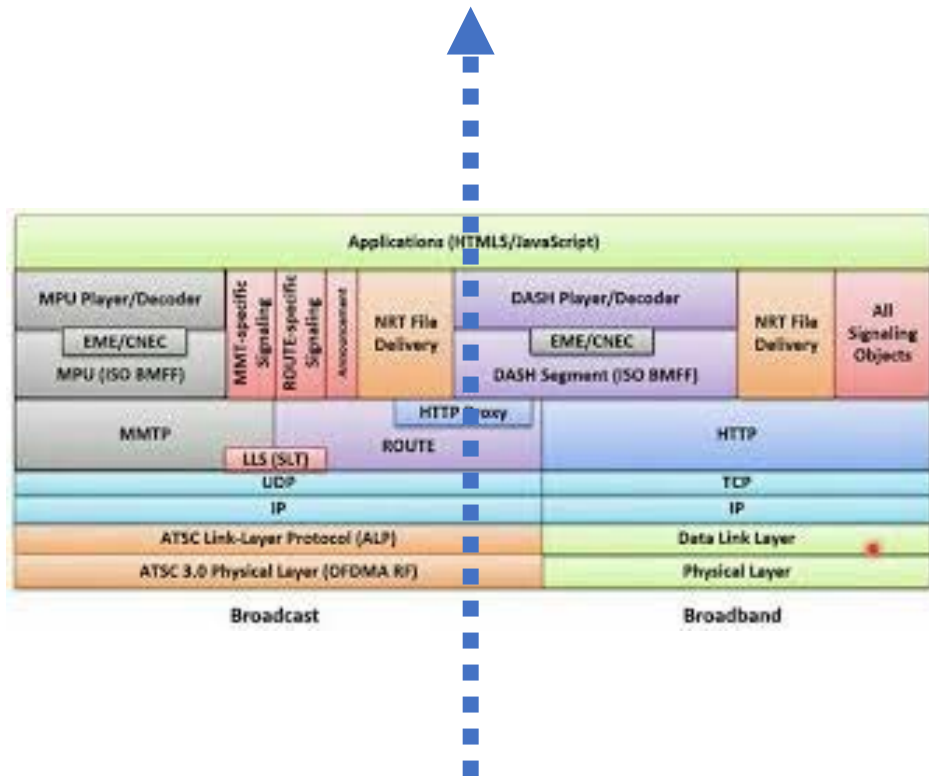 Applications (HTML5/JavaScript)
MPU Player/Decoder
EME/CNEC
MPU (ISO BMFF)
MMT-specific
Signaling
ROUTE-specific
Signaling
Announcement
NRT File
Delivery
DASH Player/Decoder
EME/CNEC
DASH Segment (ISO BMFF)
NRT File
Delivery
All
Signaling
Objects
MMTP
LLS (SLT)
HTTP Proxy
ROUTE
HTTP
UDP
TCP
IP
IP
ATSC Link-Layer Protocol (ALP)
Data Link Layer
ATSC 3.0 Physical Layer (OFDMA RF)
Physical Layer
Broadcast
Broadband